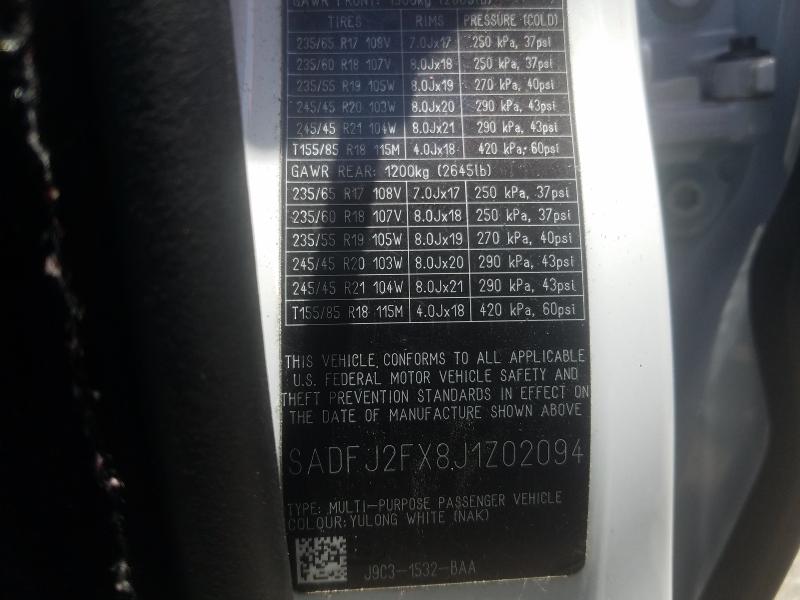 GAWR FRONT: 1300kg (2865lb)
TIRES RIMS PRESSURE (COLD)
235/65 R17 108V 7.0Jx17 250 kPa, 37psi
235/60 R18 107V 8.0Jx18 250 kPa, 37psi
235/55 R19 105W 8.0Jx19 270 kPa, 40psi
245/45 R20 103W 8.0Jx20 290 kPa, 43psi
245/45 R21 104W 8.0Jx21 290 kPa, 43psi
T155/85 R18 115M 4.0Jx18 420 kPa, 60psi
GAWR REAR: 1200kg (2645lb)
235/65 R17 108V 7.0Jx17 250 kPa, 37psi
235/60 R18 107V 8.0Jx18 250 kPa, 37psi
235/55 R19 105W 8.0Jx19 270 kPa, 40psi
245/45 R20 103W 8.0Jx20 290 kPa, 43psi
245/45 R21 104W 8.0Jx21 290 kPa, 43psi
T155/85 R18 115M 4.0Jx18 420 kPa, 60psi
THIS VEHICLE CONFORMS TO ALL APPLICABLE
U.S. FEDERAL MOTOR VEHICLE SAFETY AND
THEFT PREVENTION STANDARDS IN EFFECT ON
THE DATE OF MANUFACTURE SHOWN ABOVE
SADFJ2FX8J1Z02094
TYPE: MULTI-PURPOSE PASSENGER VEHICLE
COLOUR:YULONG WHITE (NAK)
J9C3-1532-BAA